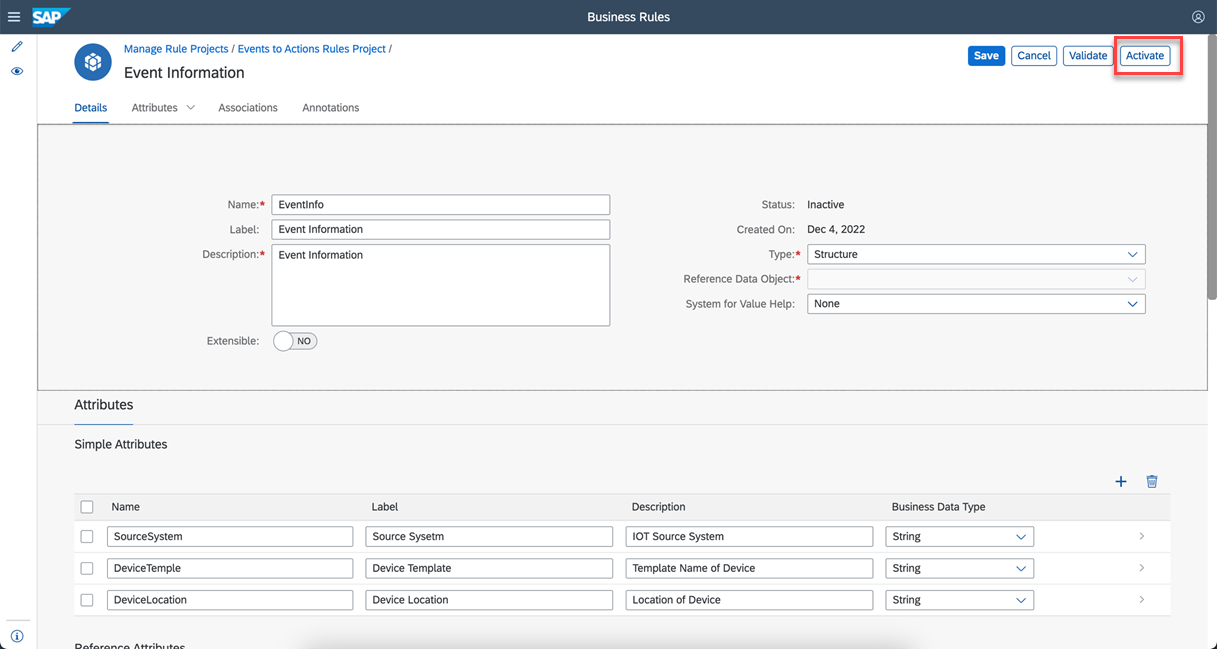 SAP
Business Rules
Manage Rule Projects / Events to Actions Rules Project /
Event Information
Save Cancel Validate Activate
Details Attributes Associations Annotations
Name:* EventInfo
Label: Event Information
Description:* Event Information
Extensible: NO
Status: Inactive
Created On: Dec 4, 2022
Type:* Structure
Reference Data Object:*
System for Value Help: None
Attributes
Simple Attributes
Name Label Description Business Data Type
SourceSystem Source Sysetm IOT Source System String
DeviceTemple Device Template Template Name of Device String
DeviceLocation Device Location Location of Device String
Reference Attributes